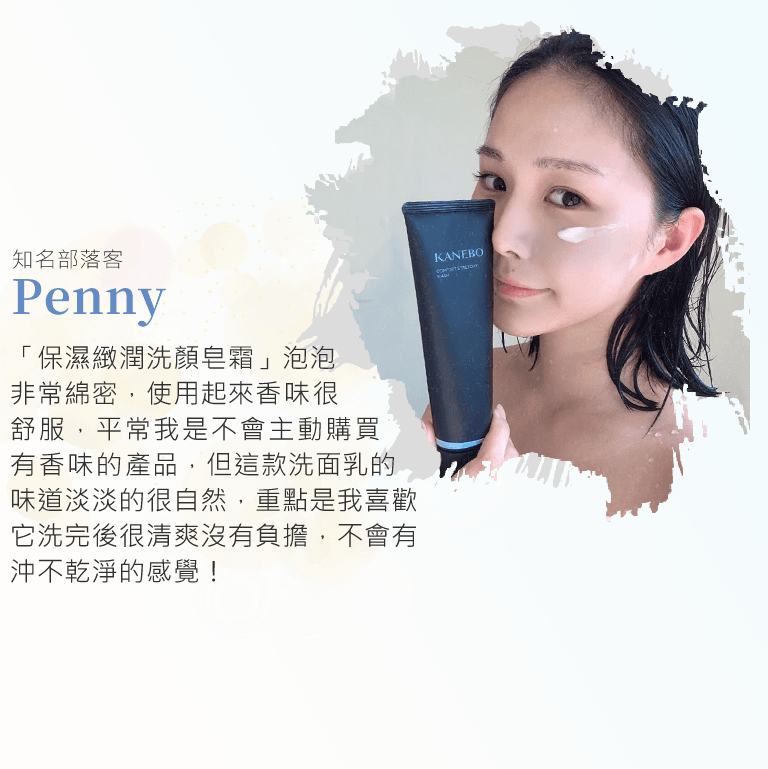 知名部落客
Penny
「保濕緻潤洗顏皂霜」泡泡
非常綿密，使用起來香味很
舒服，平常我是不會主動購買
有香味的產品，但這款洗面乳的
味道淡淡的很自然，重點是我喜歡
它洗完後很清爽沒有負擔，不會有
沖不乾淨的感覺！
KANEBO
COMFORT STRETCHY
WASH